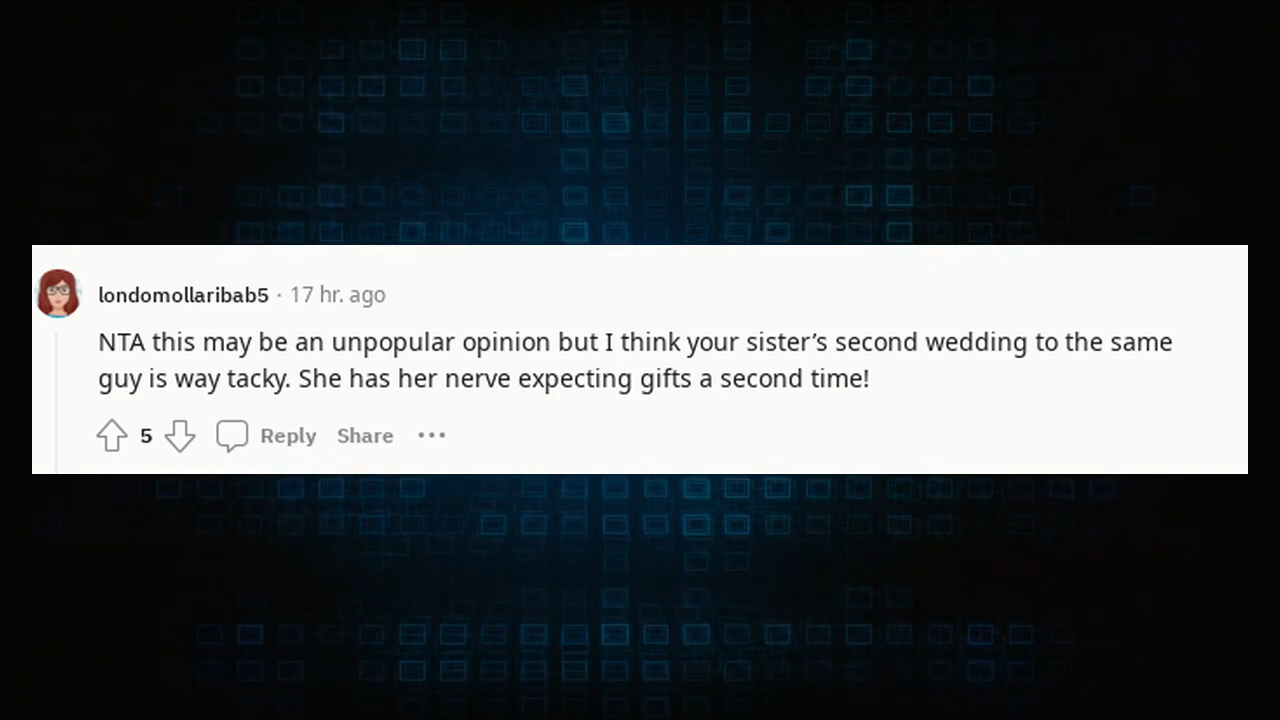 londomollaribab5 · 17 hr. ago
NTA this may be an unpopular opinion but I think your sister’s second wedding to the same
guy is way tacky. She has her nerve expecting gifts a second time!
5 Reply Share •••